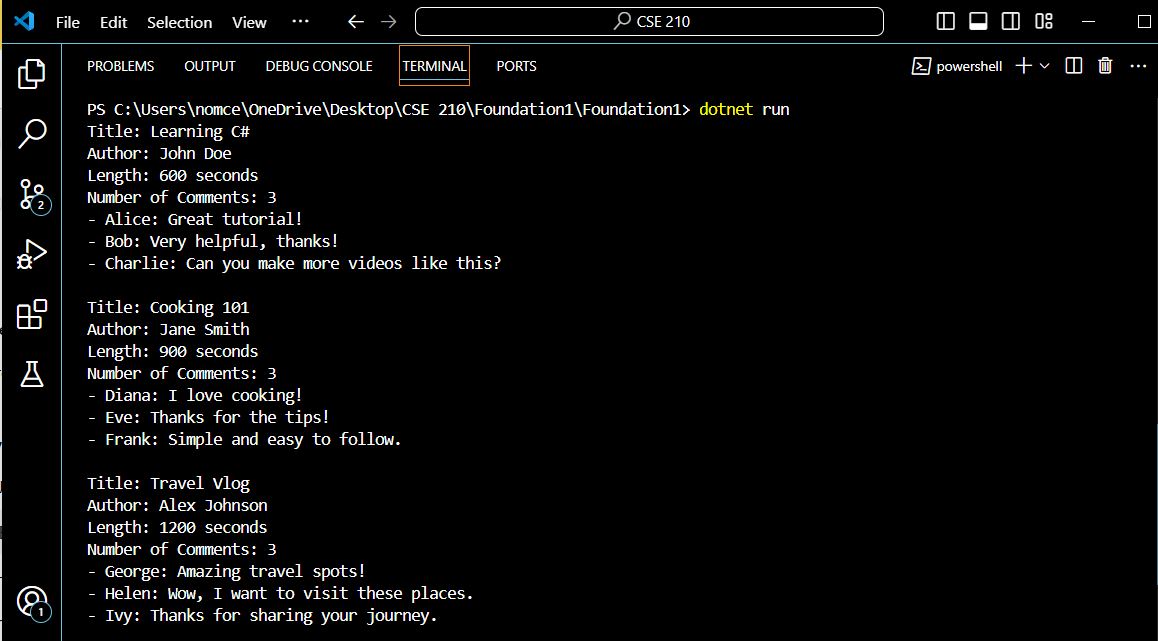 File Edit Selection View ··· CSE 210
PROBLEMS OUTPUT DEBUG CONSOLE TERMINAL PORTS powershell
PS C:\Users\nomce\OneDrive\Desktop\CSE 210\Foundation1\Foundation1> dotnet run
Title: Learning C#
Author: John Doe
Length: 600 seconds
Number of Comments: 3
- Alice: Great tutorial!
- Bob: Very helpful, thanks!
- Charlie: Can you make more videos like this?
Title: Cooking 101
Author: Jane Smith
Length: 900 seconds
Number of Comments: 3
- Diana: I love cooking!
- Eve: Thanks for the tips!
- Frank: Simple and easy to follow.
Title: Travel Vlog
Author: Alex Johnson
Length: 1200 seconds
Number of Comments: 3
- George: Amazing travel spots!
- Helen: Wow, I want to visit these places.
- Ivy: Thanks for sharing your journey.
2
1